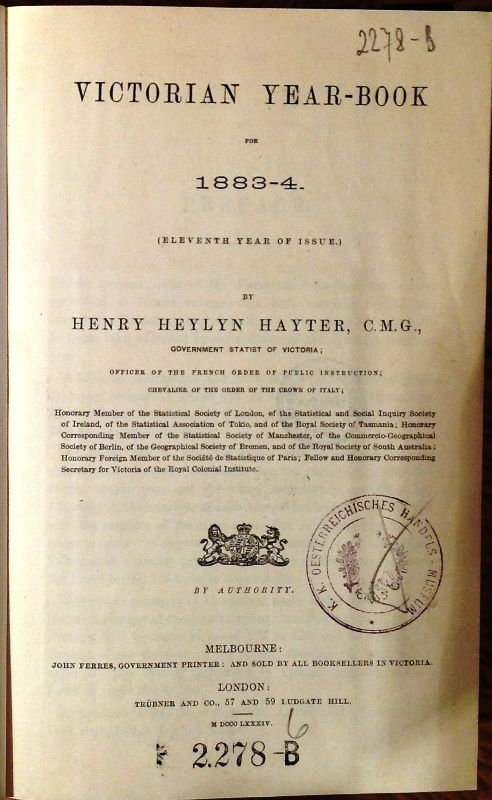 2278-B
VICTORIAN YEAR-BOOK
FOR
1883-4.
(ELEVENTH YEAR OF ISSUE.)
BY
HENRY HEYLYN HAYTER, C.M.G.,
GOVERNMENT STATIST OF VICTORIA;
OFFICER OF THE FRENCH ORDER OF PUBLIC INSTRUCTION;
CHEVALIER OF THE ORDER OF THE CROWN OF ITALY;
Honorary Member of the Statistical Society of London, of the Statistical and Social Inquiry Society
of Ireland, of the Statistical Association of Tokio, and of the Royal Society of Tasmania; Honorary
Corresponding Member of the Statistical Society of Manchester, of the Commercio-Geographical
Society of Berlin, of the Geographical Society of Bremen, and of the Royal Society of South Australia;
Honorary Foreign Member of the Société de Statistique of Paris; Fellow and Honorary Corresponding
Secretary for Victoria of the Royal Colonial Institute.
K. K. OESTERREICHISCHES HANDELS-MUSEUM
BY AUTHORITY.
MELBOURNE:
JOHN FERRES, GOVERNMENT PRINTER; AND SOLD BY ALL BOOKSELLERS IN VICTORIA.
LONDON:
TRÜBNER AND CO., 57 AND 59 LUDGATE HILL.
M DCCC LXXXIV.
6
2.278-B